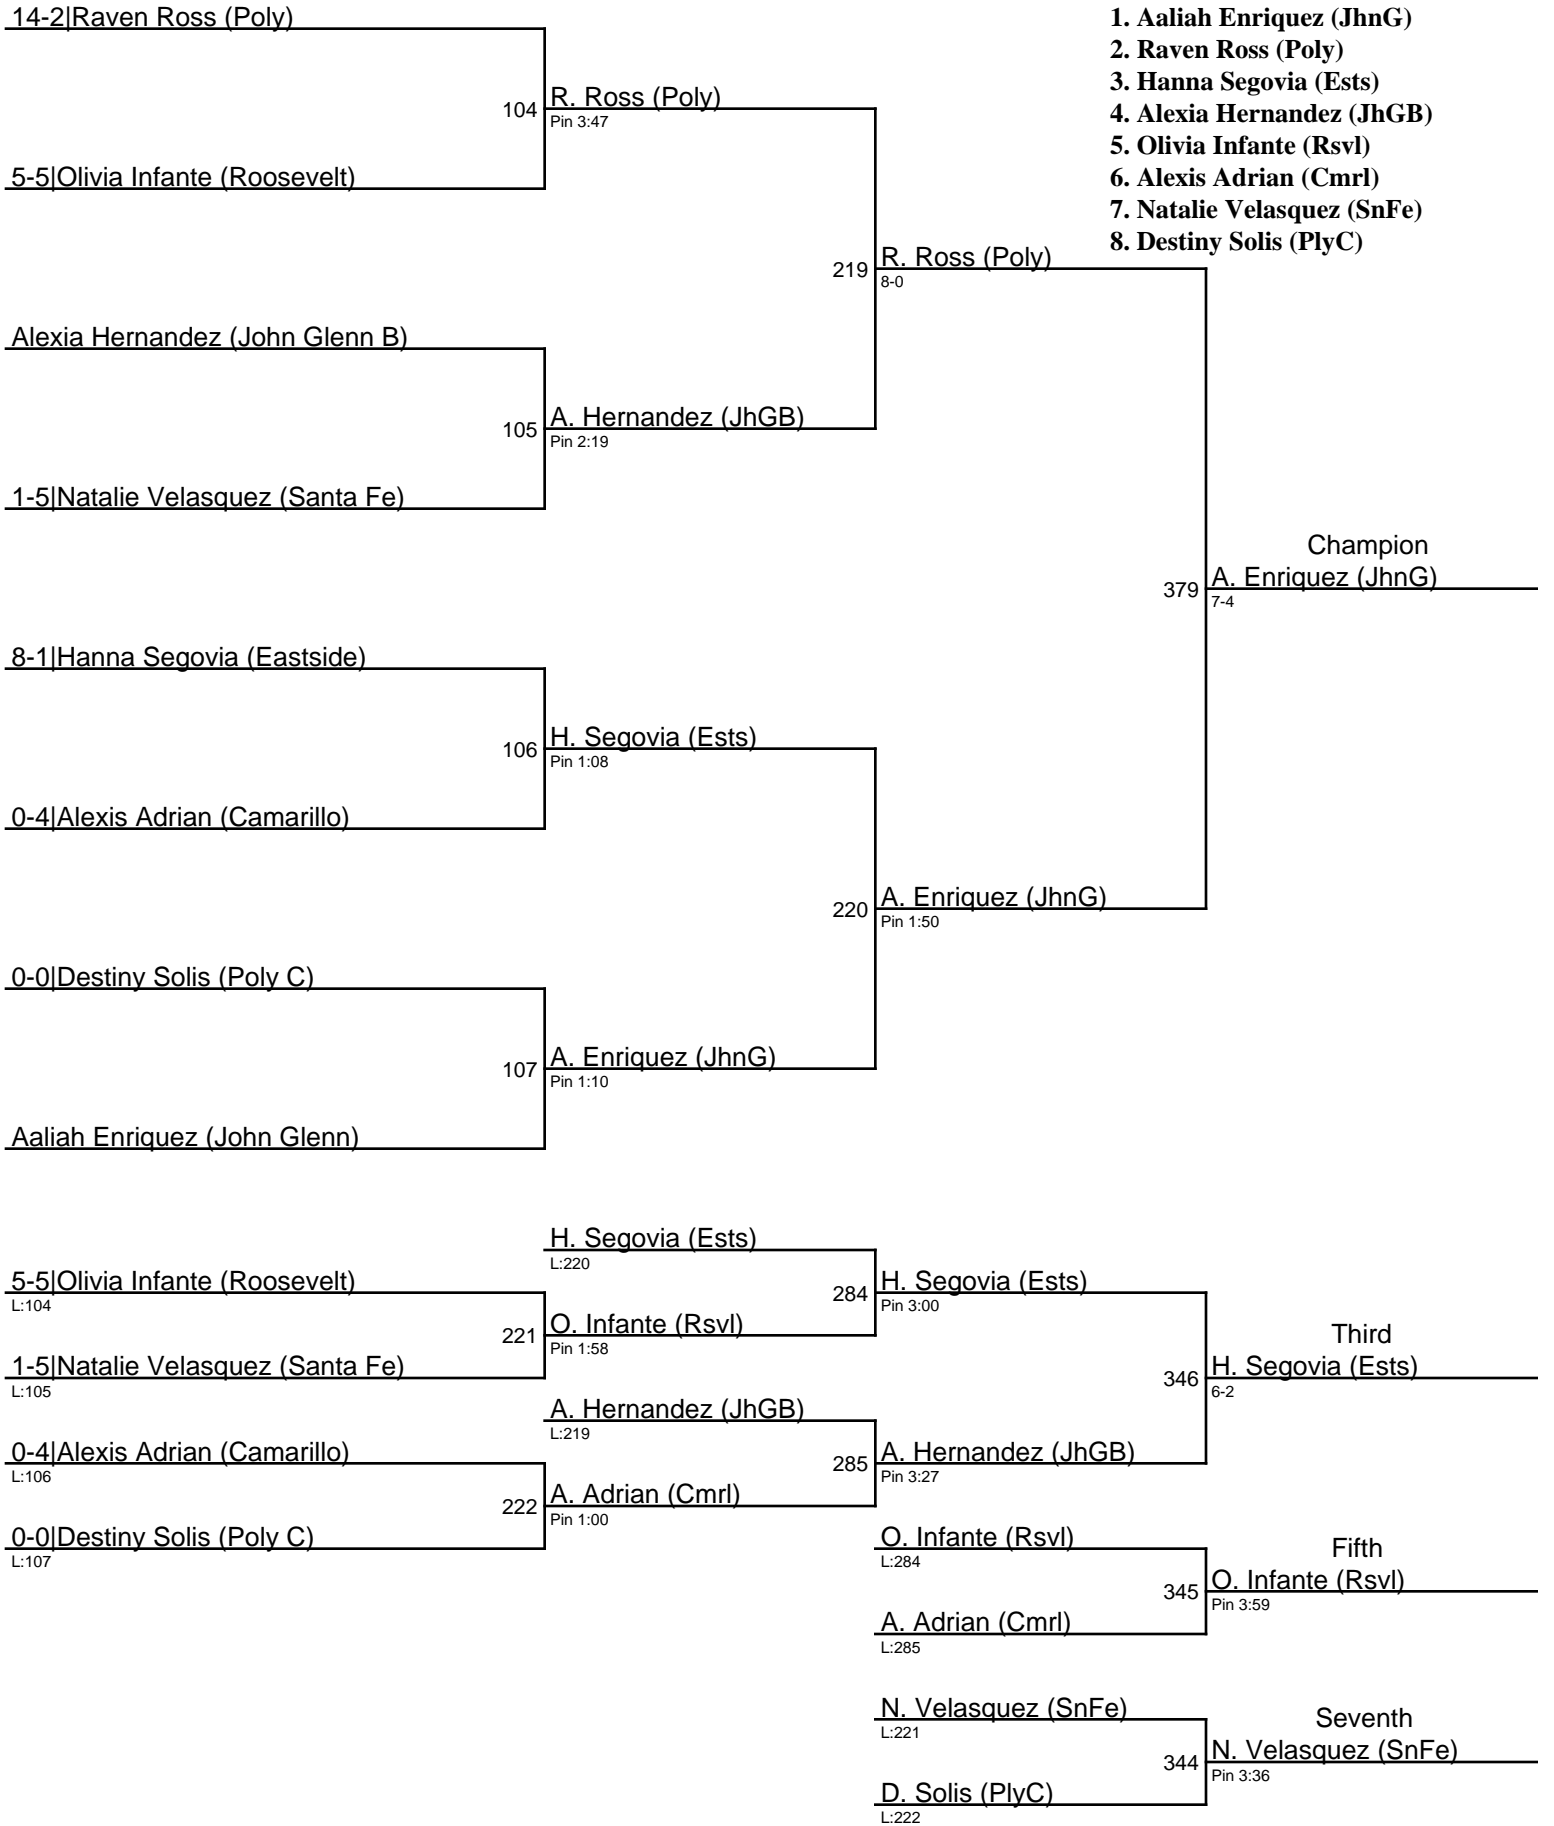 14-2|Raven Ross (Poly)
104
R. Ross (Poly)
Pin 3:47
5-5|Olivia Infante (Roosevelt)
219
R. Ross (Poly)
8-0
Alexia Hernandez (John Glenn B)
105
A. Hernandez (JhGB)
Pin 2:19
1-5|Natalie Velasquez (Santa Fe)
1. Aaliah Enriquez (JhnG)
2. Raven Ross (Poly)
3. Hanna Segovia (Ests)
4. Alexia Hernandez (JhGB)
5. Olivia Infante (Rsvl)
6. Alexis Adrian (Cmrl)
7. Natalie Velasquez (SnFe)
8. Destiny Solis (PlyC)
Champion
379
A. Enriquez (JhnG)
7-4
8-1|Hanna Segovia (Eastside)
106
H. Segovia (Ests)
Pin 1:08
0-4|Alexis Adrian (Camarillo)
220
A. Enriquez (JhnG)
Pin 1:50
0-0|Destiny Solis (Poly C)
107
A. Enriquez (JhnG)
Pin 1:10
Aaliah Enriquez (John Glenn)
H. Segovia (Ests)
L:220
5-5|Olivia Infante (Roosevelt)
L:104
284
H. Segovia (Ests)
Pin 3:00
221
O. Infante (Rsvl)
Pin 1:58
1-5|Natalie Velasquez (Santa Fe)
L:105
Third
346
H. Segovia (Ests)
6-2
A. Hernandez (JhGB)
L:219
0-4|Alexis Adrian (Camarillo)
L:106
285
A. Hernandez (JhGB)
Pin 3:27
222
A. Adrian (Cmrl)
Pin 1:00
0-0|Destiny Solis (Poly C)
L:107
O. Infante (Rsvl)
L:284
Fifth
345
O. Infante (Rsvl)
Pin 3:59
A. Adrian (Cmrl)
L:285
N. Velasquez (SnFe)
L:221
Seventh
344
N. Velasquez (SnFe)
Pin 3:36
D. Solis (PlyC)
L:222